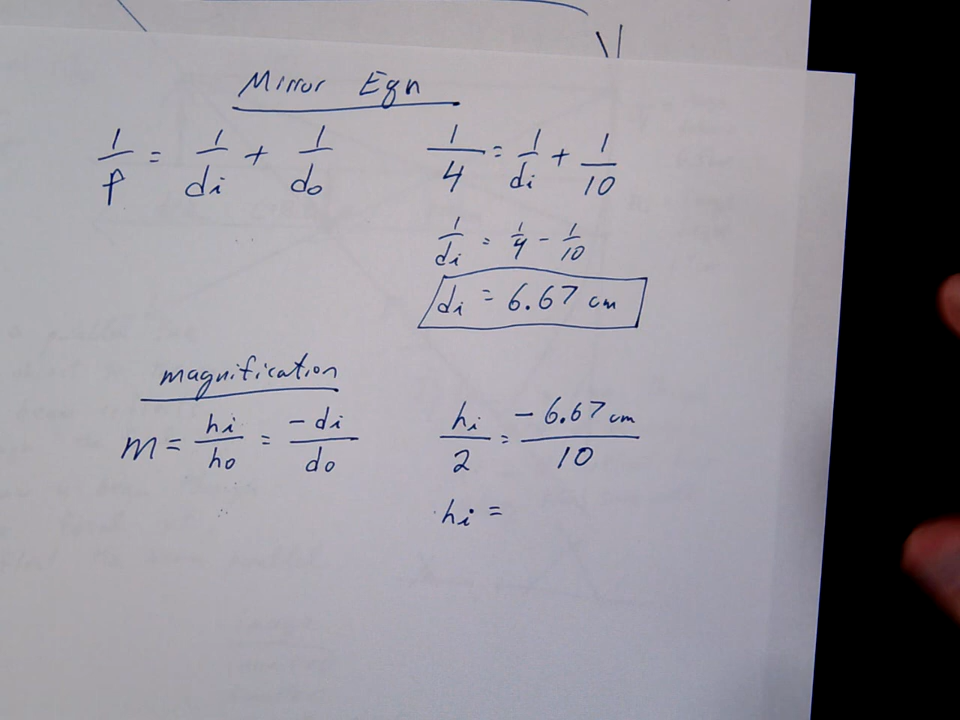 Mirror Eqn
1/f = 1/di + 1/do
1/4 = 1/di + 1/10
1/di = 1/4 - 1/10
di = 6.67 cm
magnification
m = hi/ho = -di/do
hi/2 = -6.67 cm/10
hi =